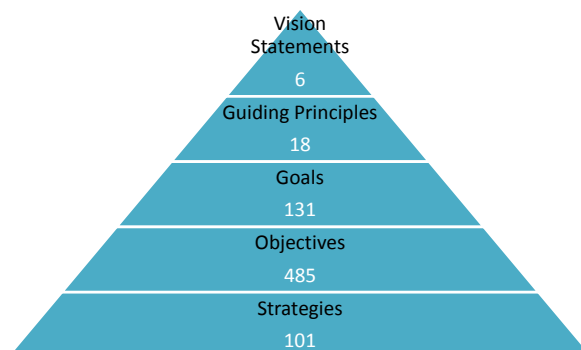 Vision
Statements
6
Guiding Principles
18
Goals
131
Objectives
485
Strategies
101